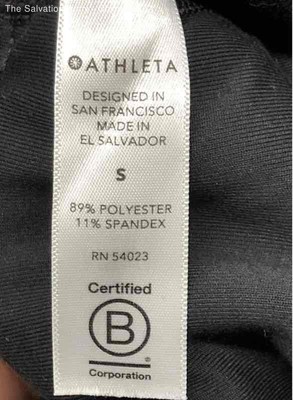 The Salvatio
ATHLETA
DESIGNED IN
SAN FRANCISCO
MADE IN
EL SALVADOR
S
89% POLYESTER
11% SPANDEX
RN 54023
Certified
B
®
Corporation